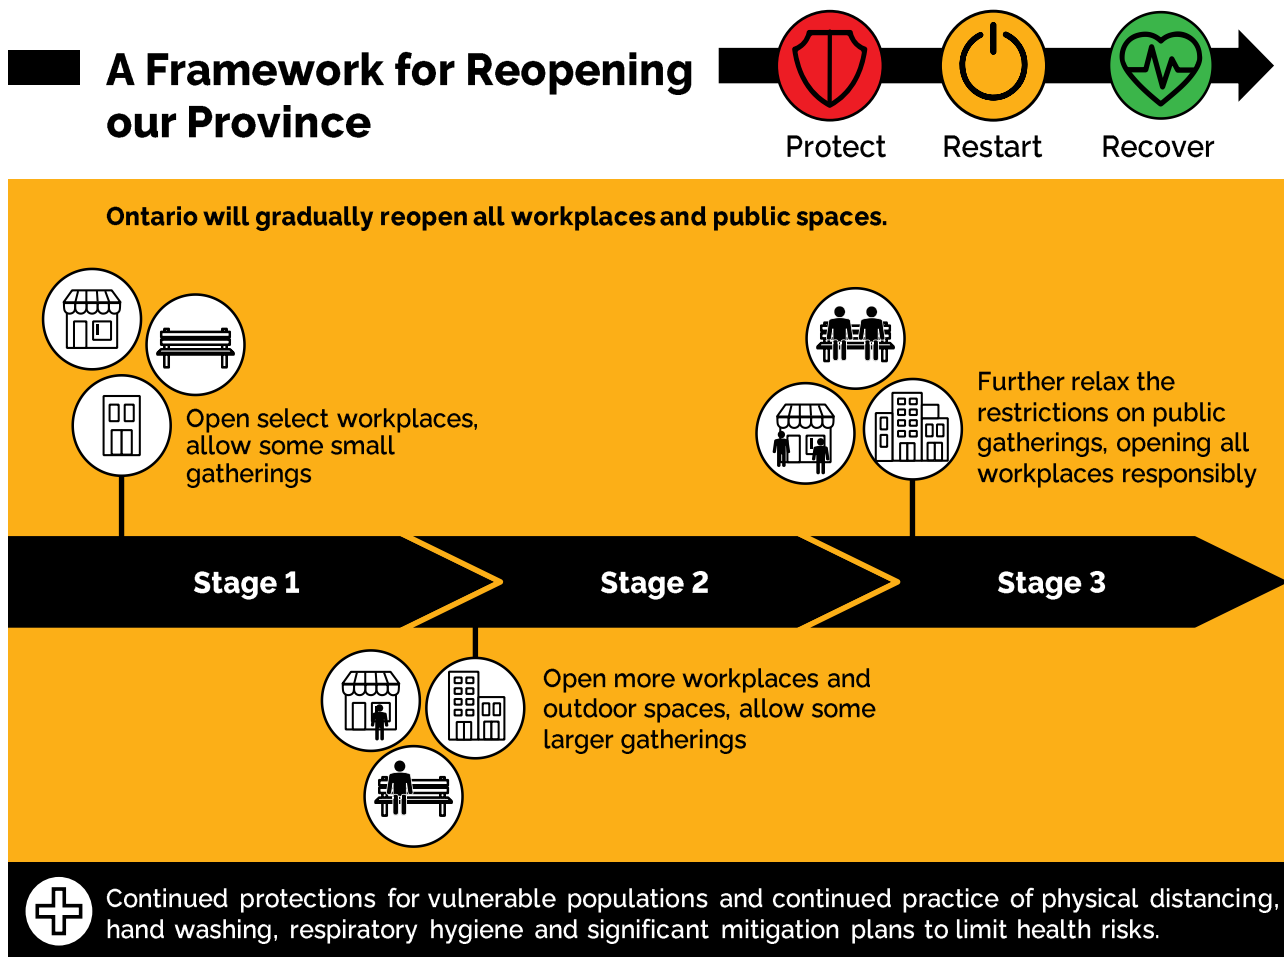 A Framework for Reopening
our Province
Protect
Restart
Recover
Ontario will gradually reopen all workplaces and public spaces.
Open select workplaces,
allow some small
gatherings
Further relax the
restrictions on public
gatherings, opening all
workplaces responsibly
Stage 1
Stage 2
Stage 3
Open more workplaces and
outdoor spaces, allow some
larger gatherings
Continued protections for vulnerable populations and continued practice of physical distancing,
hand washing, respiratory hygiene and significant mitigation plans to limit health risks.